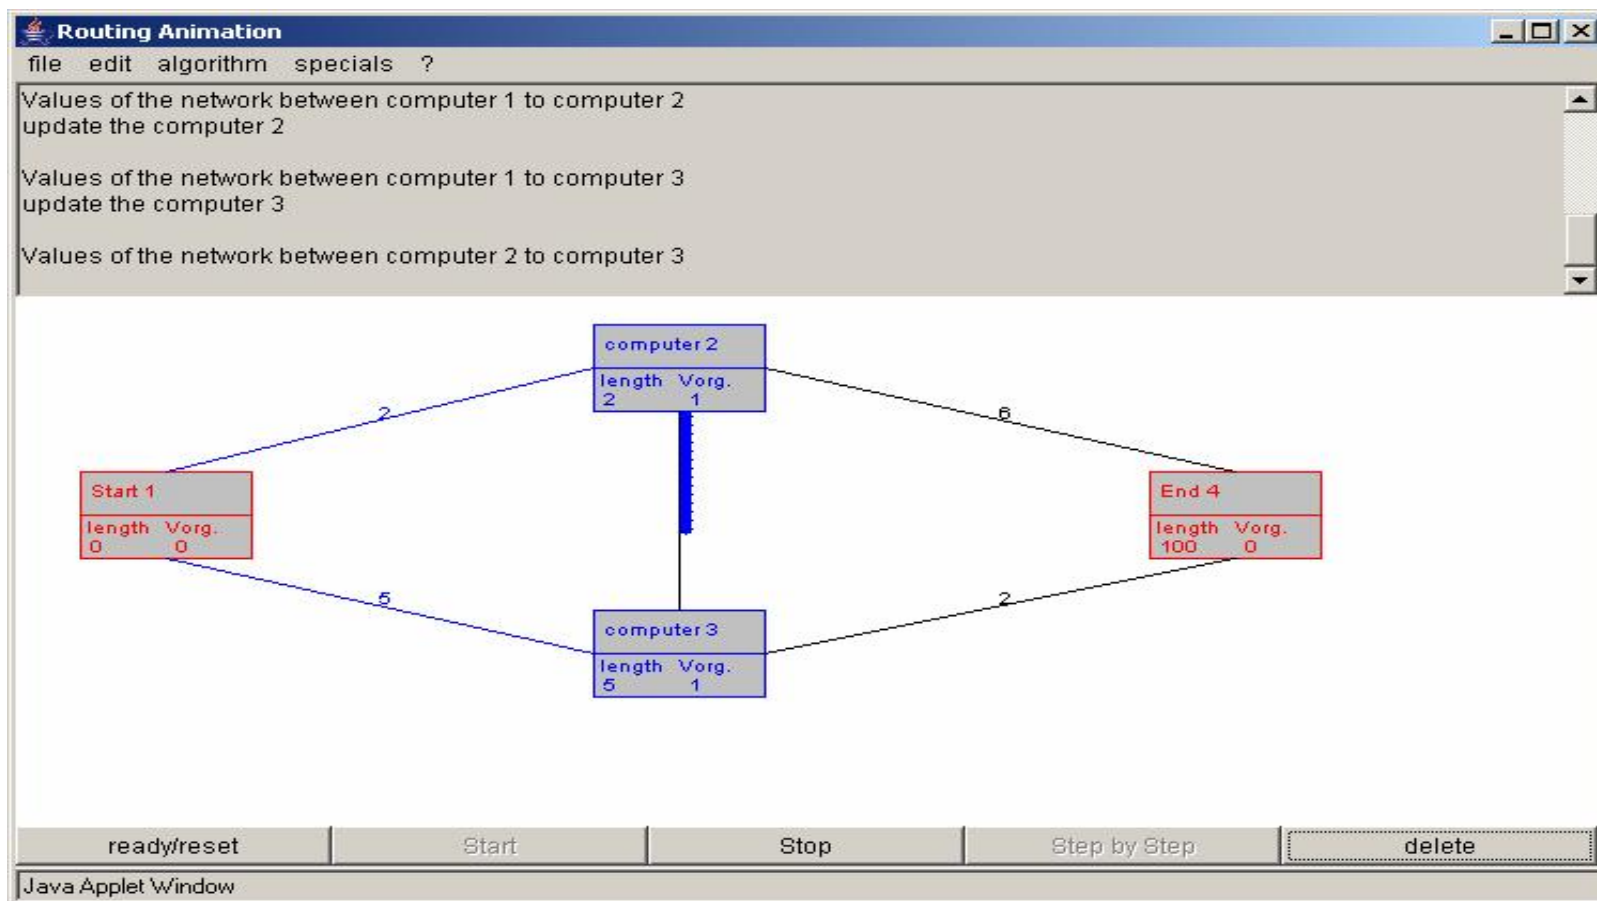 Routing Animation
file edit algorithm specials ?
Values of the network between computer 1 to computer 2
update the computer 2
Values of the network between computer 1 to computer 3
update the computer 3
Values of the network between computer 2 to computer 3
computer 2
length Vorg.
2 1
2
6
Start 1
length Vorg.
0 0
End 4
length Vorg.
100 0
5
2
computer 3
length Vorg.
5 1
ready/reset Start Stop Step by Step delete
Java Applet Window